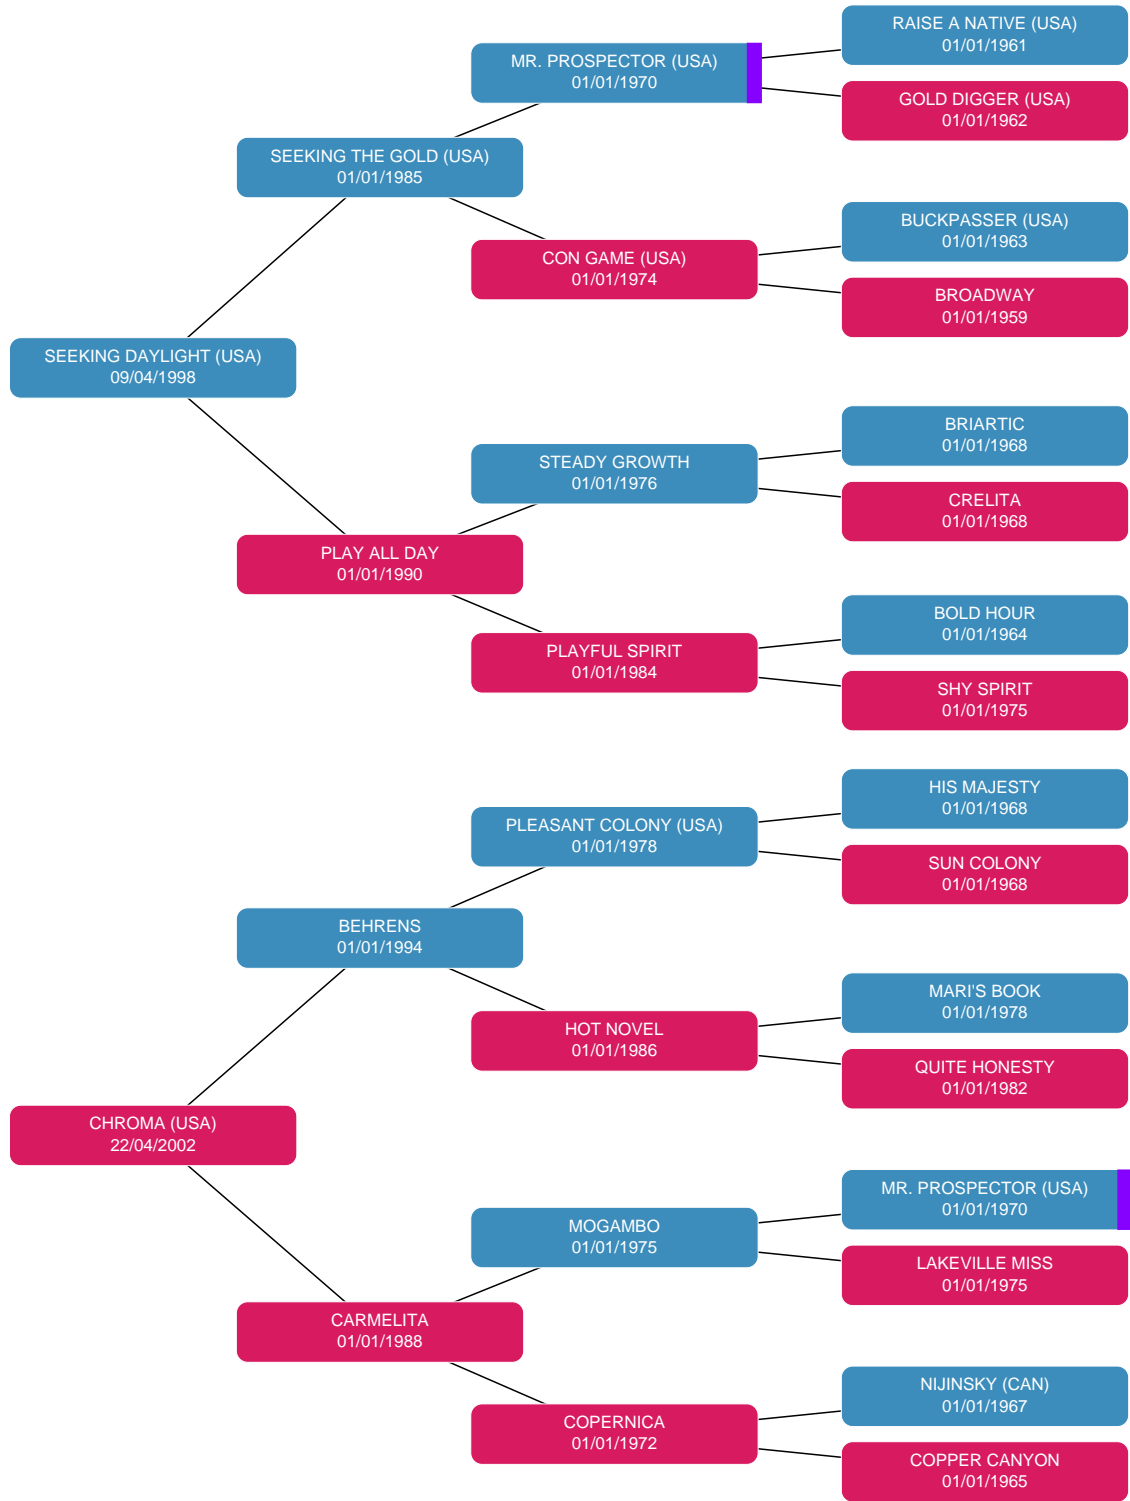 RAISE A NATIVE (USA)
01/01/1961
MR. PROSPECTOR (USA)
01/01/1970
GOLD DIGGER (USA)
01/01/1962
SEEKING THE GOLD (USA)
01/01/1985
BUCKPASSER (USA)
01/01/1963
CON GAME (USA)
01/01/1974
BROADWAY
01/01/1959
SEEKING DAYLIGHT (USA)
09/04/1998
BRIARTIC
01/01/1968
STEADY GROWTH
01/01/1976
CRELITA
01/01/1968
PLAY ALL DAY
01/01/1990
BOLD HOUR
01/01/1964
PLAYFUL SPIRIT
01/01/1984
SHY SPIRIT
01/01/1975
HIS MAJESTY
01/01/1968
PLEASANT COLONY (USA)
01/01/1978
SUN COLONY
01/01/1968
BEHRENS
01/01/1994
MARI'S BOOK
01/01/1978
HOT NOVEL
01/01/1986
QUITE HONESTY
01/01/1982
CHROMA (USA)
22/04/2002
MR. PROSPECTOR (USA)
01/01/1970
MOGAMBO
01/01/1975
LAKEVILLE MISS
01/01/1975
CARMELITA
01/01/1988
NIJINSKY (CAN)
01/01/1967
COPERNICA
01/01/1972
COPPER CANYON
01/01/1965